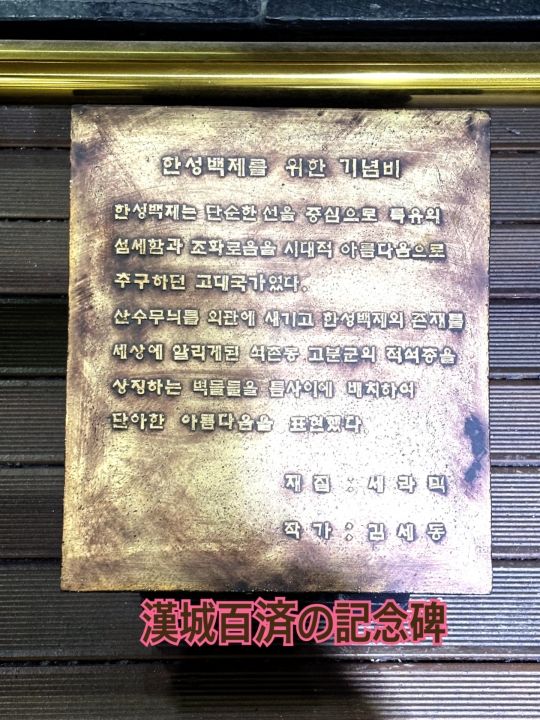 한성백제를 위한 기념비
한성백제는 단순한 선을 중심으로 특유의
섬세함과 조화로움을 시대적 아름다움으로
추구하던 고대국가였다.
산수무늬를 외관에 새기고 한성백제의 존재를
세상에 알리게된 석촌동 고분군의 적석총을
상징하는 벽돌들을 틈사이에 배치하여
단아한 아름다움을 표현했다.
재질 : 세라믹
작가 : 김세동
漢城百済の記念碑